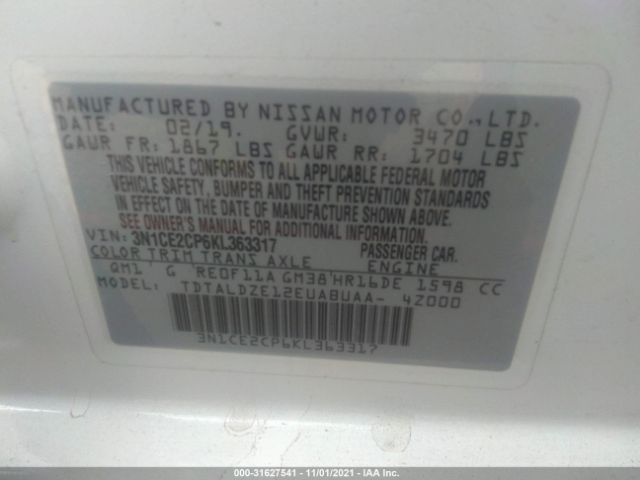 MANUFACTURED BY NISSAN MOTOR CO., LTD.
DATE: 02/19. GVWR: 3470 LBS
GAWR FR: 1867 LBS GAWR RR: 1704 LBS
THIS VEHICLE CONFORMS TO ALL APPLICABLE FEDERAL MOTOR
VEHICLE SAFETY, BUMPER AND THEFT PREVENTION STANDARDS
IN EFFECT ON THE DATE OF MANUFACTURE SHOWN ABOVE.
SEE OWNER'S MANUAL FOR ADDITIONAL INFORMATION.
VIN: 3N1CE2CP6KL363317 PASSENGER CAR.
COLOR TRIM TRANS AXLE ENGINE
QM1 G RE0F11A GM38 HR16DE 1598 CC
TDTALDZE12EUABUAA- 4Z000
3N1CE2CP6KL363317
000-31627541 - 11/01/2021 - IAA Inc.